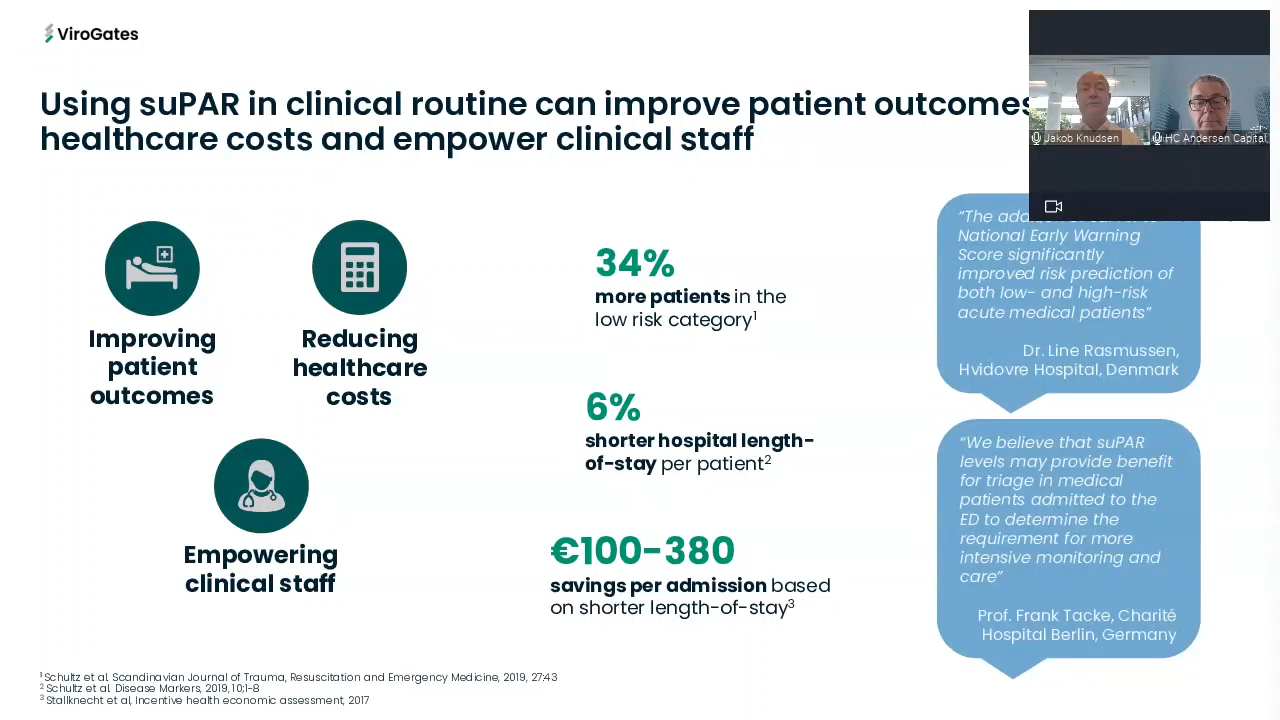 ViroGates
Using suPAR in clinical routine can improve patient outcomes
healthcare costs and empower clinical staff
Jakob Knudsen
HC Andersen Capital
Improving
patient
outcomes
Reducing
healthcare
costs
Empowering
clinical staff
34%
more patients in the
low risk category1
6%
shorter hospital length-
of-stay per patient2
€100-380
savings per admission based
on shorter length-of-stay3
"The
National Early Warning
Score significantly
improved risk prediction of
both low- and high-risk
acute medical patients"
Dr. Line Rasmussen,
Hvidovre Hospital, Denmark
"We believe that suPAR
levels may provide benefit
for triage in medical
patients admitted to the
ED to determine the
requirement for more
intensive monitoring and
care"
Prof. Frank Tacke, Charité
Hospital Berlin, Germany
1 Schultz et al. Scandinavian Journal of Trauma, Resuscitation and Emergency Medicine, 2019, 27:43
2 Schultz et al. Disease Markers, 2019, 10;1-8
3 Stallknecht et al, Incentive health economic assessment, 2017